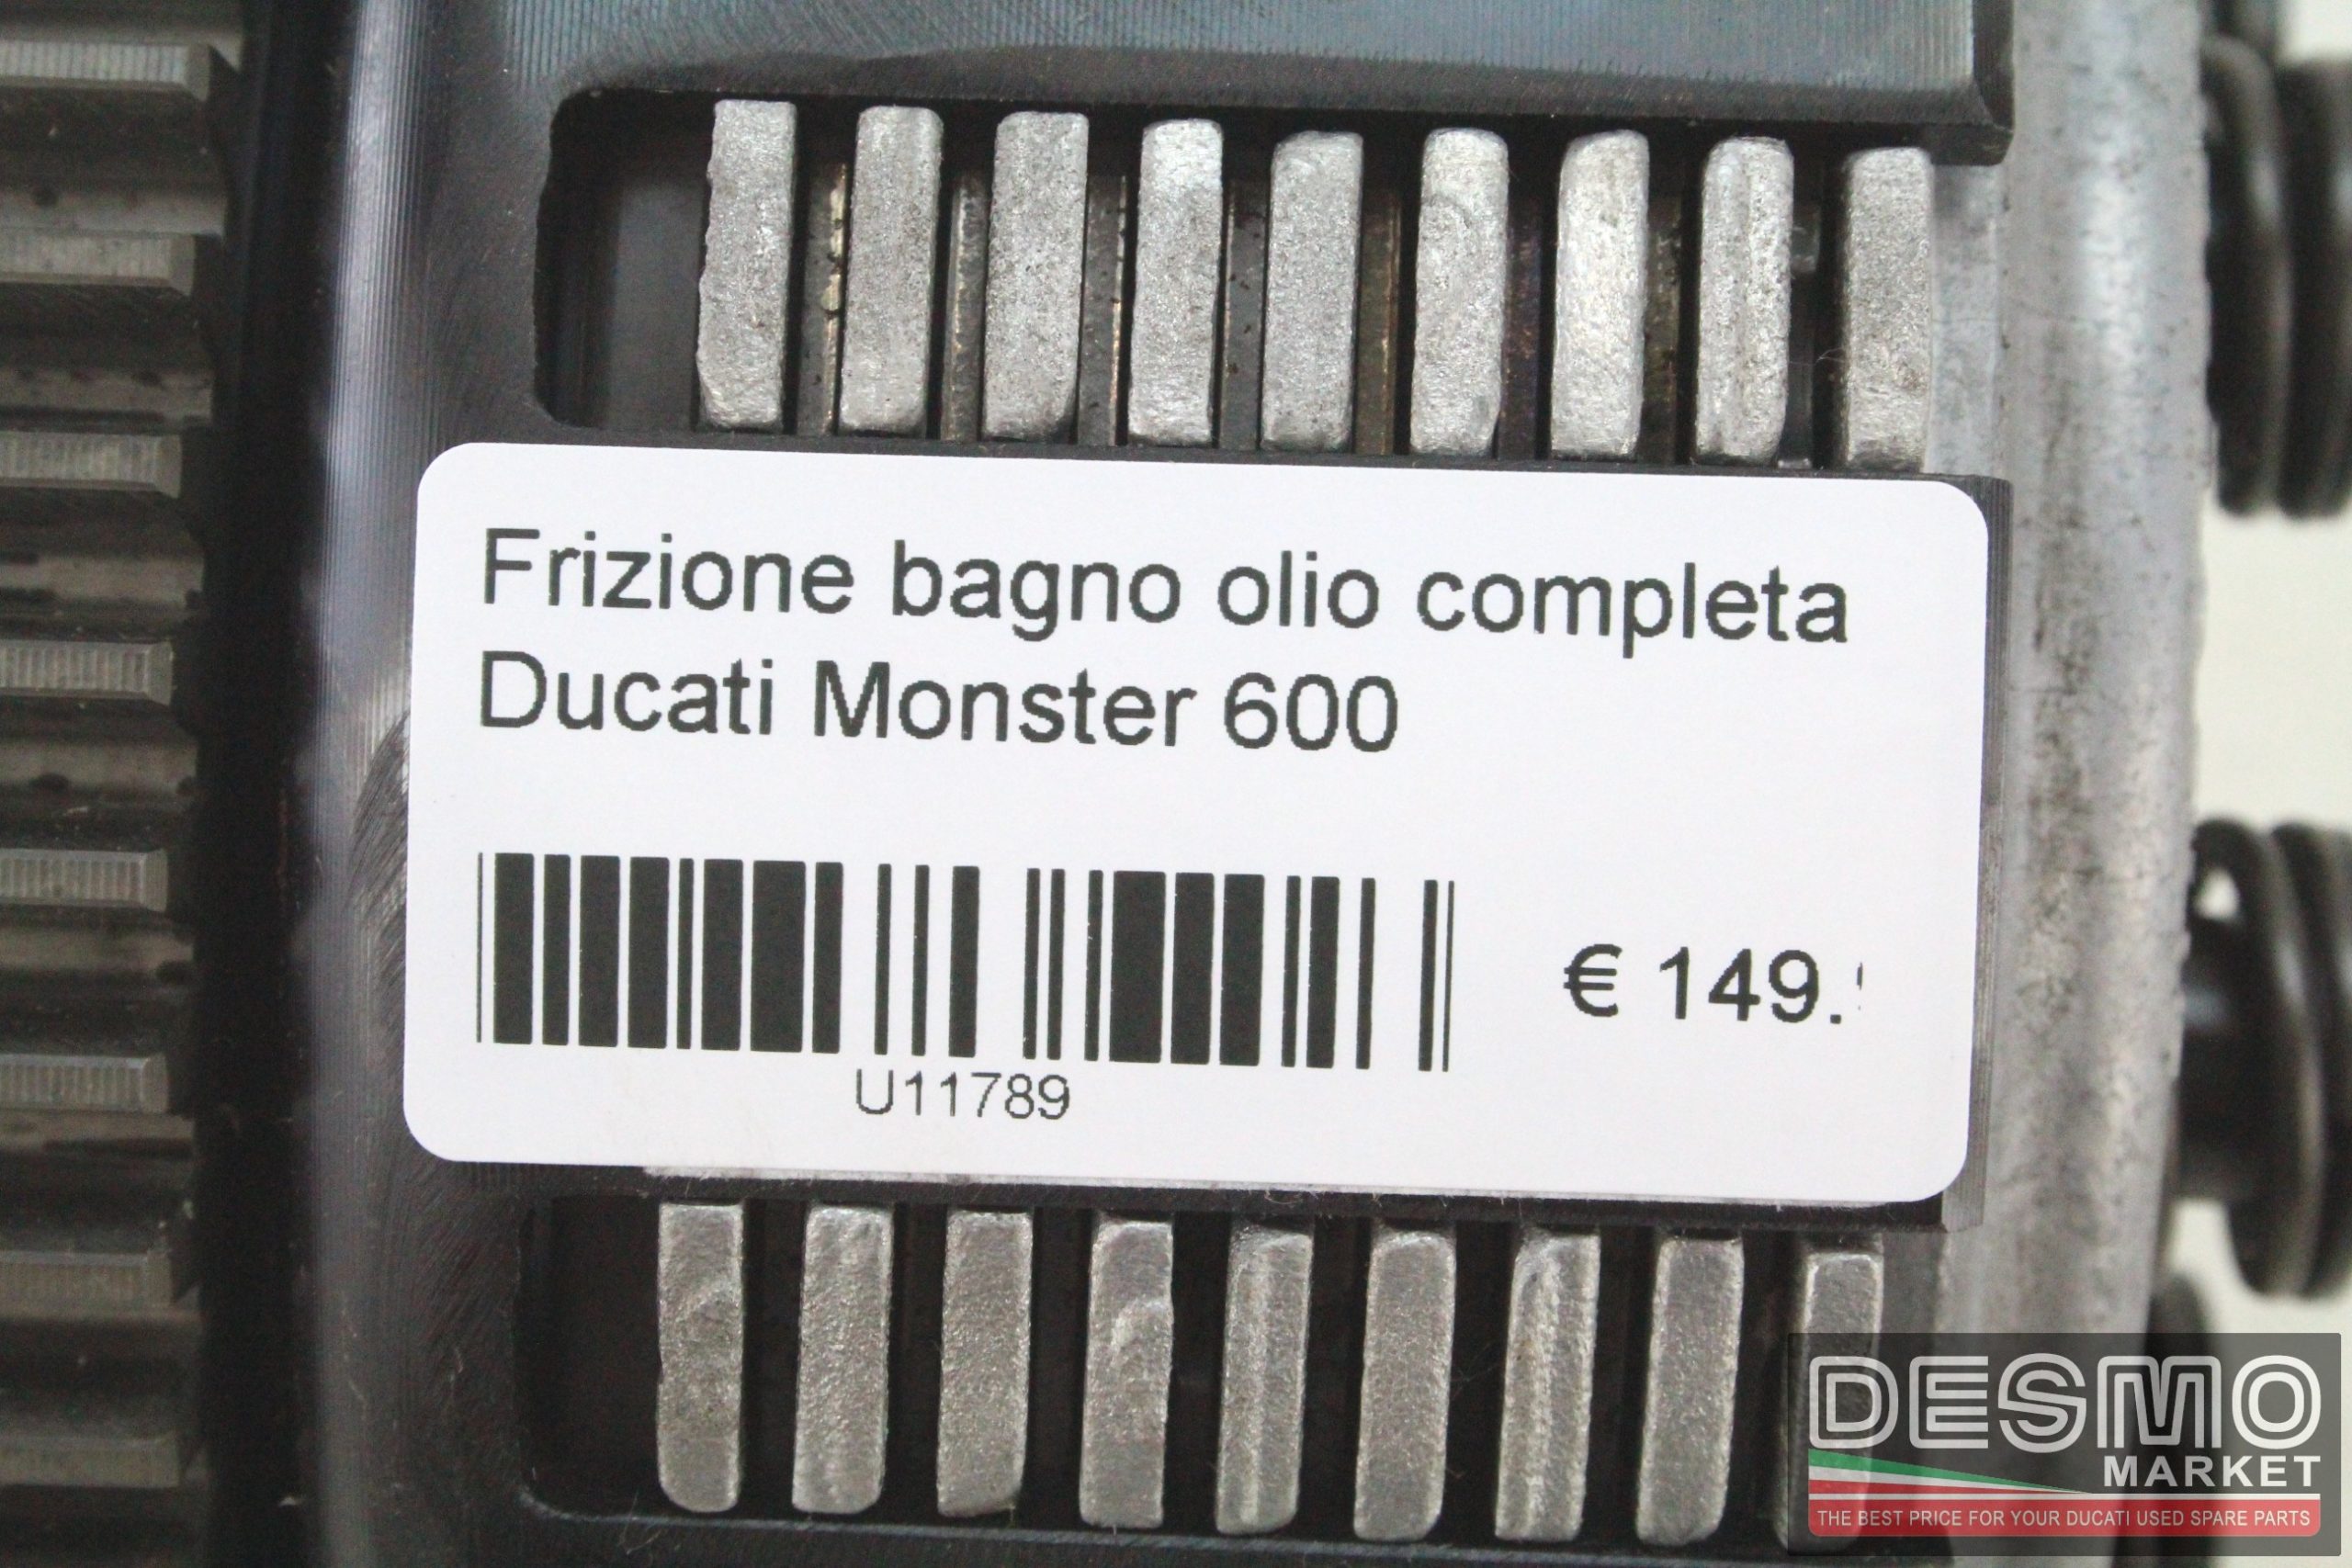 Frizione bagno olio completa
Ducati Monster 600
€ 149.
U11789
DESMO
MARKET
THE BEST PRICE FOR YOUR DUCATI USED SPARE PARTS